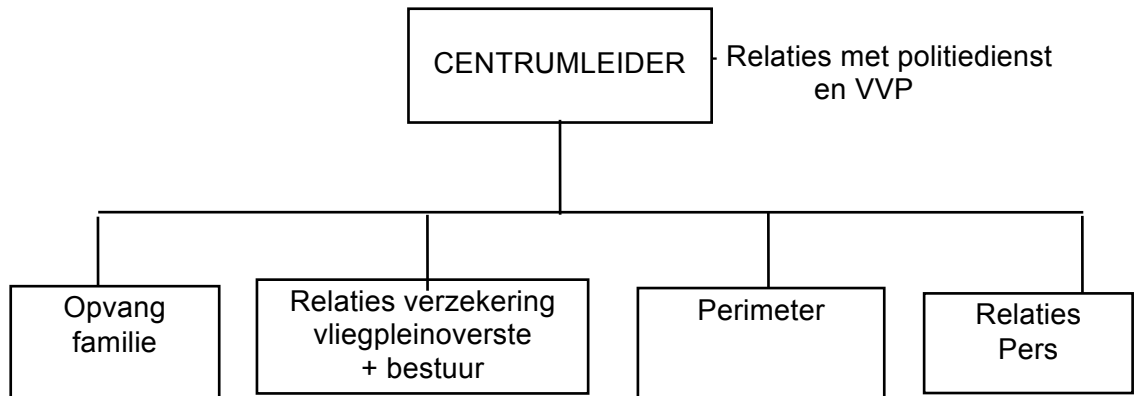 CENTRUMLEIDER
Relaties met politiedienst
en VVP
Opvang
familie
Relaties verzekering
vliegpleinoverste
+ bestuur
Perimeter
Relaties
Pers